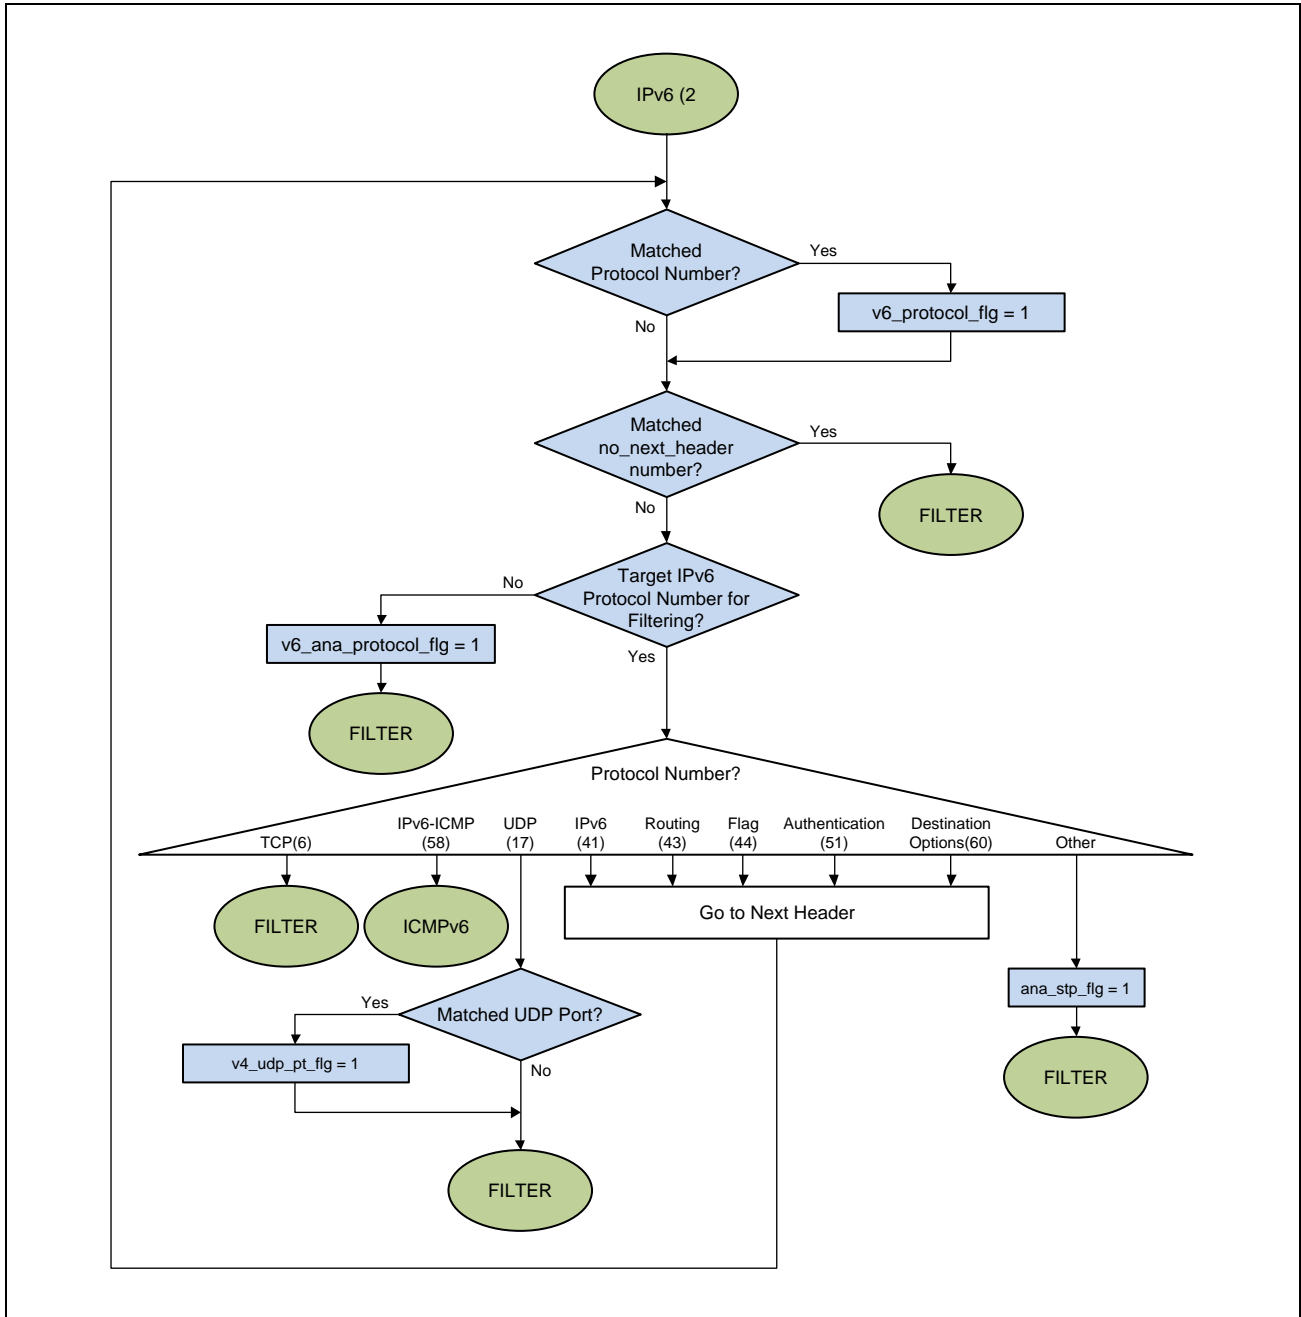 IPv6 (2
Matched
Protocol Number?
Yes
v6_protocol_flg = 1
No
Matched
no_next_header
number?
Yes
FILTER
No
Target IPv6
Protocol Number for
Filtering?
No
v6_ana_protocol_flg = 1
FILTER
Yes
Protocol Number?
TCP(6)
IPv6-ICMP
(58)
UDP
(17)
IPv6
(41)
Routing
(43)
Flag
(44)
Authentication
(51)
Destination
Options(60)
Other
FILTER
ICMPv6
Go to Next Header
Matched UDP Port?
Yes
v4_udp_pt_flg = 1
No
FILTER
ana_stp_flg = 1
FILTER